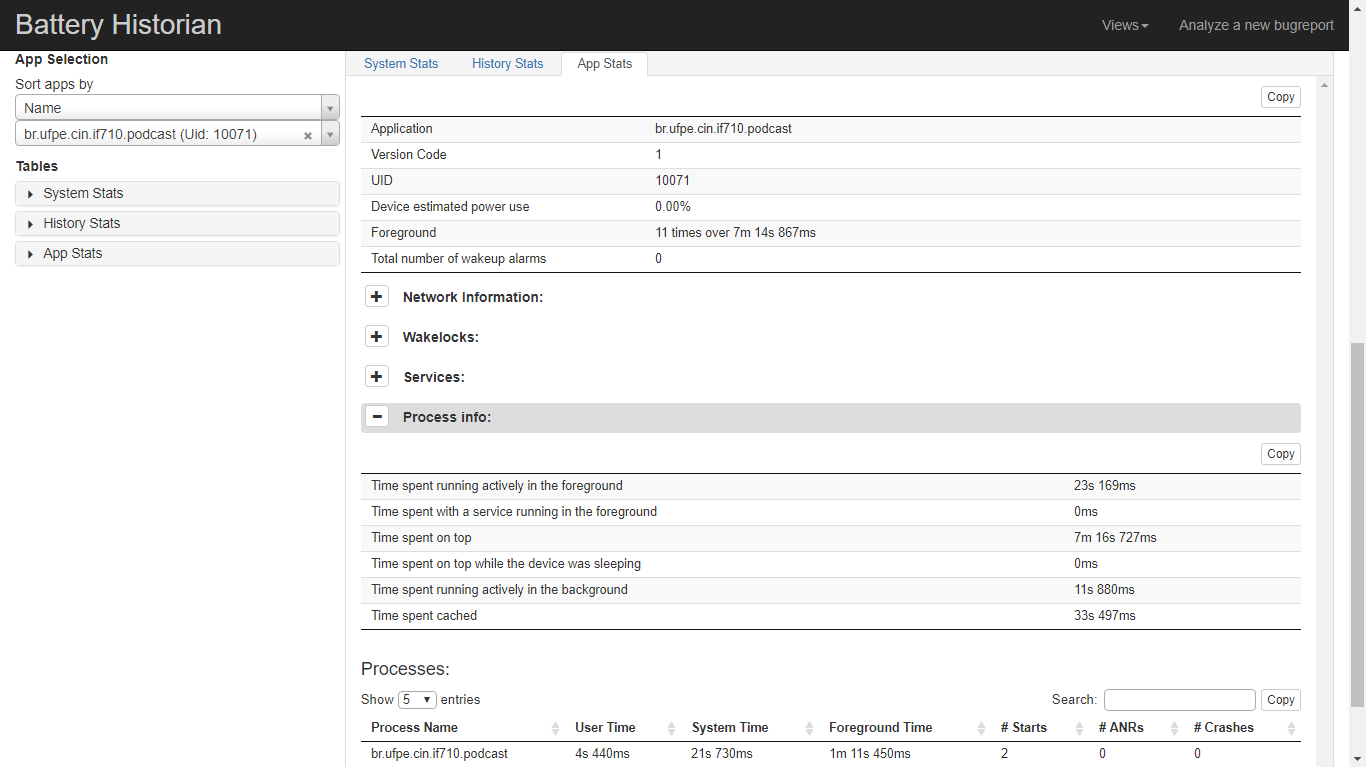 Battery Historian
Views
Analyze a new bugreport
App Selection
Sort apps by
Name
br.ufpe.cin.if710.podcast (Uid: 10071) ×
Tables
System Stats
History Stats
App Stats
System Stats History Stats App Stats
Copy
Application br.ufpe.cin.if710.podcast
Version Code 1
UID 10071
Device estimated power use 0.00%
Foreground 11 times over 7m 14s 867ms
Total number of wakeup alarms 0
Network Information:
Wakelocks:
Services:
Process info:
Copy
Time spent running actively in the foreground 23s 169ms
Time spent with a service running in the foreground 0ms
Time spent on top 7m 16s 727ms
Time spent on top while the device was sleeping 0ms
Time spent running actively in the background 11s 880ms
Time spent cached 33s 497ms
Processes:
Show 5 entries Search: Copy
Process Name User Time System Time Foreground Time # Starts # ANRs # Crashes
br.ufpe.cin.if710.podcast 4s 440ms 21s 730ms 1m 11s 450ms 2 0 0